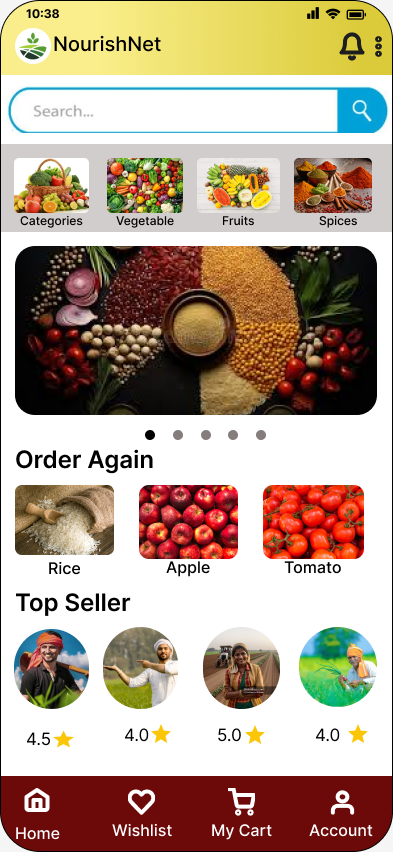 10:38
NourishNet
Search...
Categories Vegetable Fruits Spices
Order Again
Rice Apple Tomato
Top Seller
4.5 4.0 5.0 4.0
Home Wishlist My Cart Account